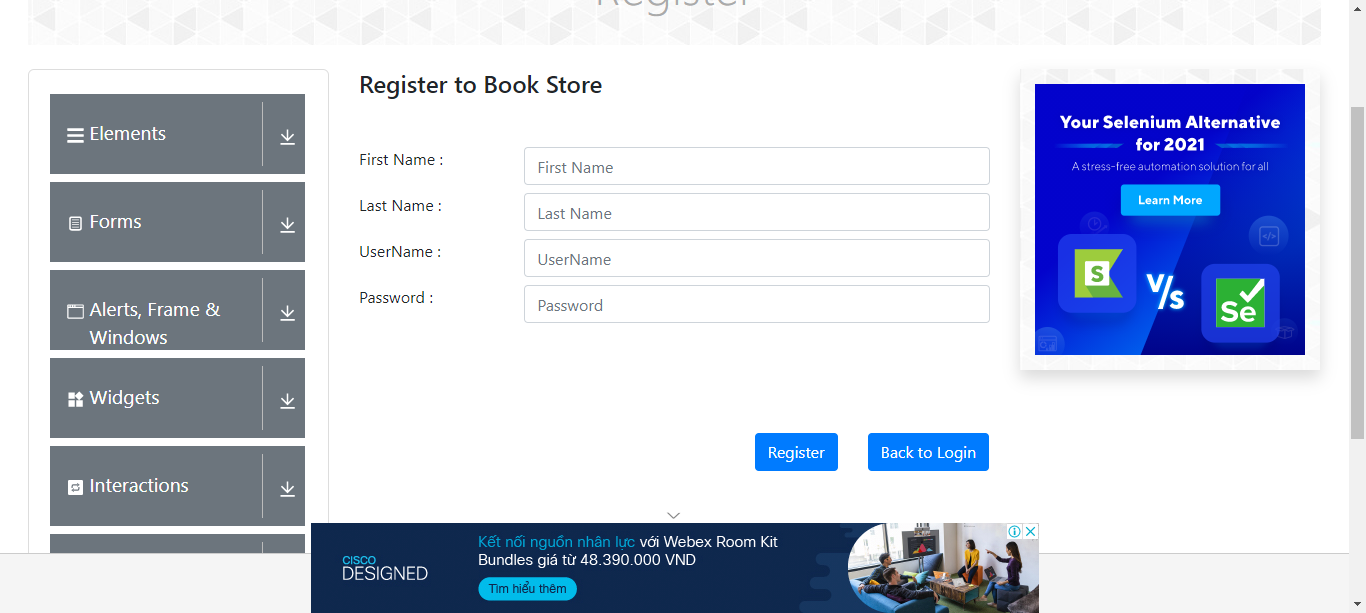 Register
Register to Book Store
Elements
Forms
Alerts, Frame &
Windows
Widgets
Interactions
First Name :
First Name
Last Name :
Last Name
UserName :
UserName
Password :
Password
Register
Back to Login
Your Selenium Alternative
for 2021
A stress-free automation solution for all
Learn More
S
V/s
Se
CISCO
DESIGNED
Kết nối nguồn nhân lực với Webex Room Kit
Bundles giá từ 48.390.000 VND
Tìm hiểu thêm